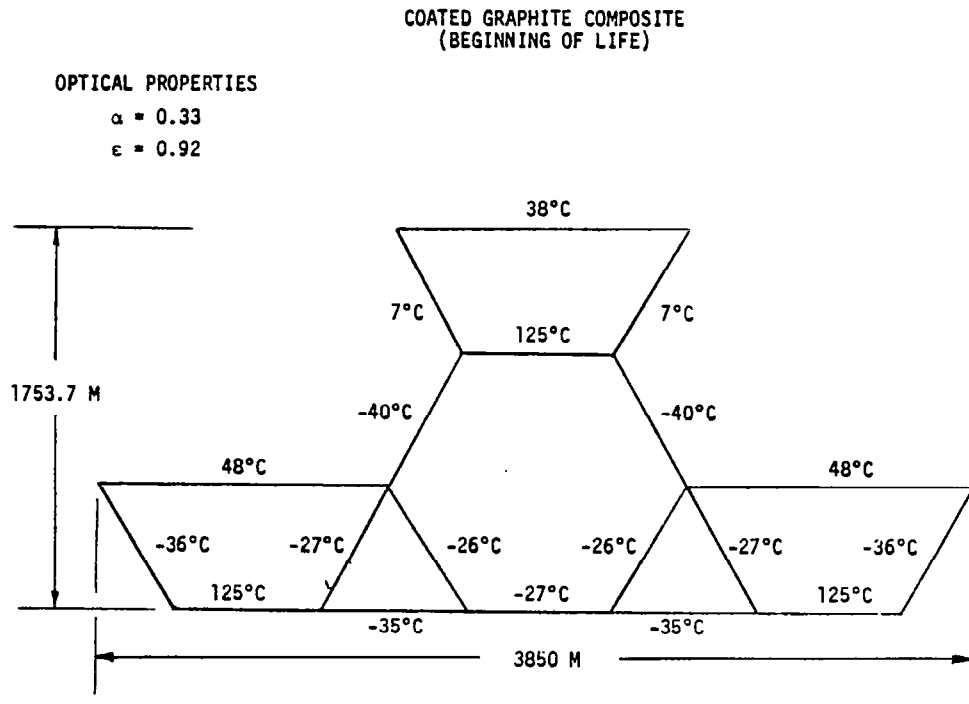 COATED GRAPHITE COMPOSITE
(BEGINNING OF LIFE)
OPTICAL PROPERTIES
α = 0.33
ε = 0.92
38°C
7°C
7°C
125°C
1753.7 M
-40°C
-40°C
48°C
48°C
-36°C
-27°C
-26°C
-26°C
-27°C
-36°C
125°C
-27°C
125°C
-35°C
-35°C
3850 M